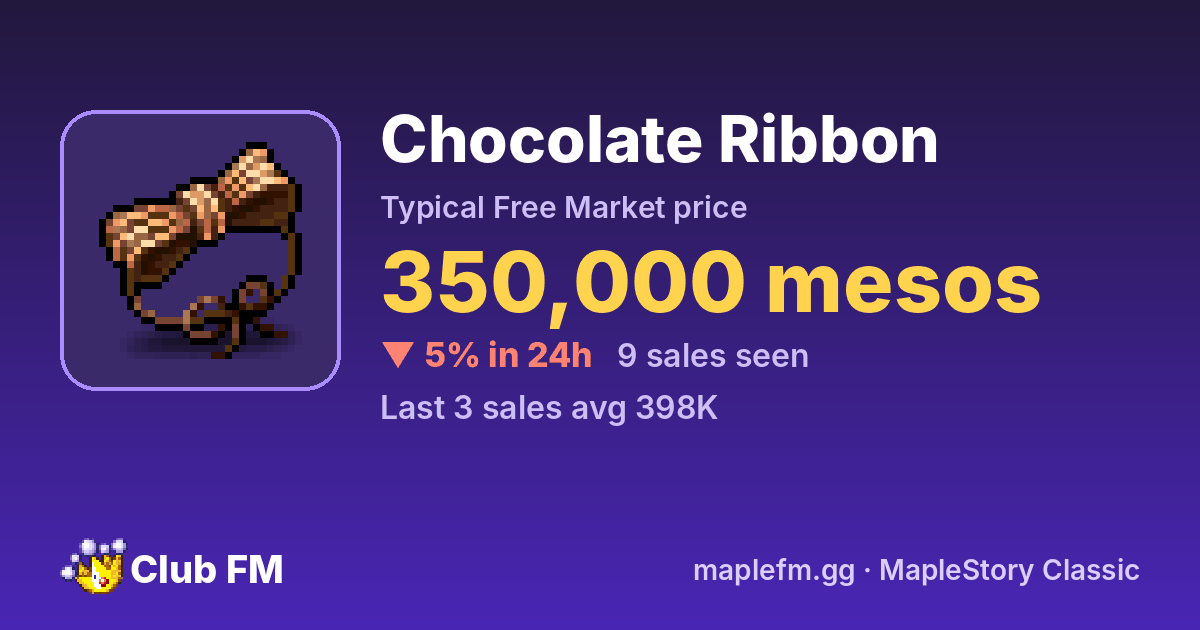 Chocolate Ribbon
Typical Free Market price
350,000 mesos
▼ 5% in 24h 9 sales seen
Last 3 sales avg 398K
Club FM
maplefm.gg · MapleStory Classic